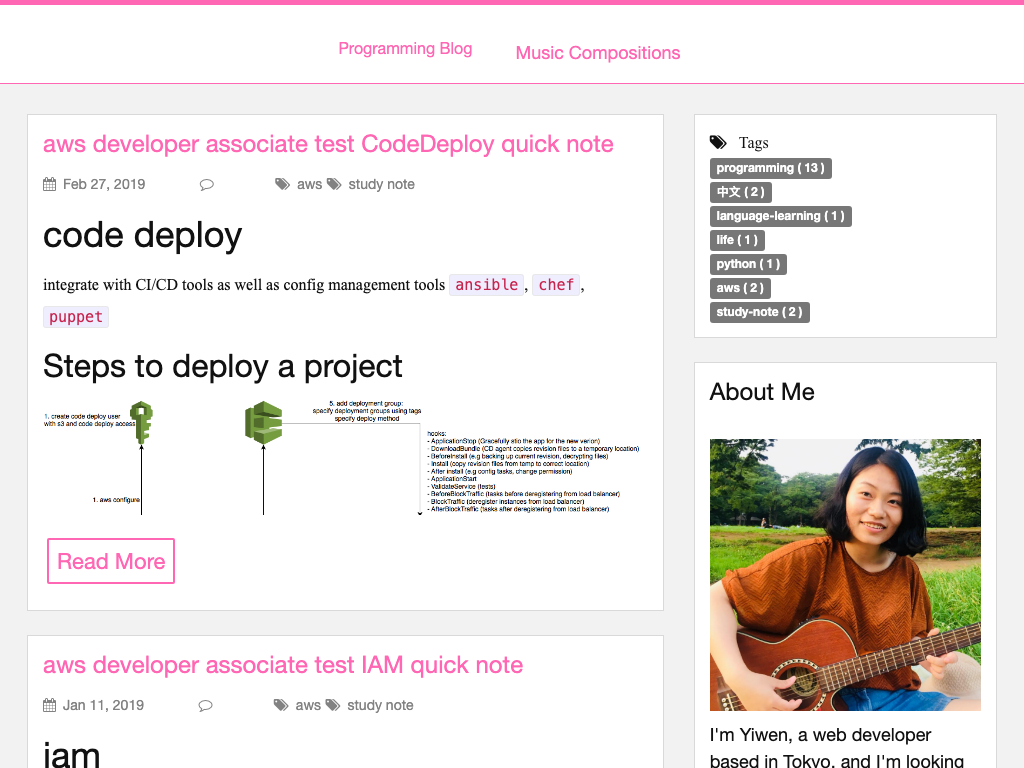 Programming Blog
Music Compositions
aws developer associate test CodeDeploy quick note
Feb 27, 2019
aws
study note
code deploy
integrate with CI/CD tools as well as config management tools ansible, chef,
puppet
Steps to deploy a project
1. create code deploy user
with s3 and code deploy access
1. aws configure
5. add deployment group:
specify deployment groups using tags
specify deploy method
hooks:
- ApplicationStop (Gracefully stio the app for the new verion)
- DownloadBundle (CD agent copies revision files to a temporary location)
- BeforeInstall (e.g backing up current revision, decrypting files)
- Install (copy revision files from temp to correct location)
- After install (e.g config tasks, change permission)
- ApplicationStart
- ValidateService (tests)
- BeforeBlockTraffic (tasks before deregistering from load balancer)
- BlockTraffic (deregister instances from load balancer)
- AfterBlockTraffic (tasks after deregistering from load balancer)
Read More
aws developer associate test IAM quick note
Jan 11, 2019
aws
study note
iam
Tags
programming ( 13 )
中文 ( 2 )
language-learning ( 1 )
life ( 1 )
python ( 1 )
aws ( 2 )
study-note ( 2 )
About Me
I'm Yiwen, a web developer
based in Tokyo, and I'm looking